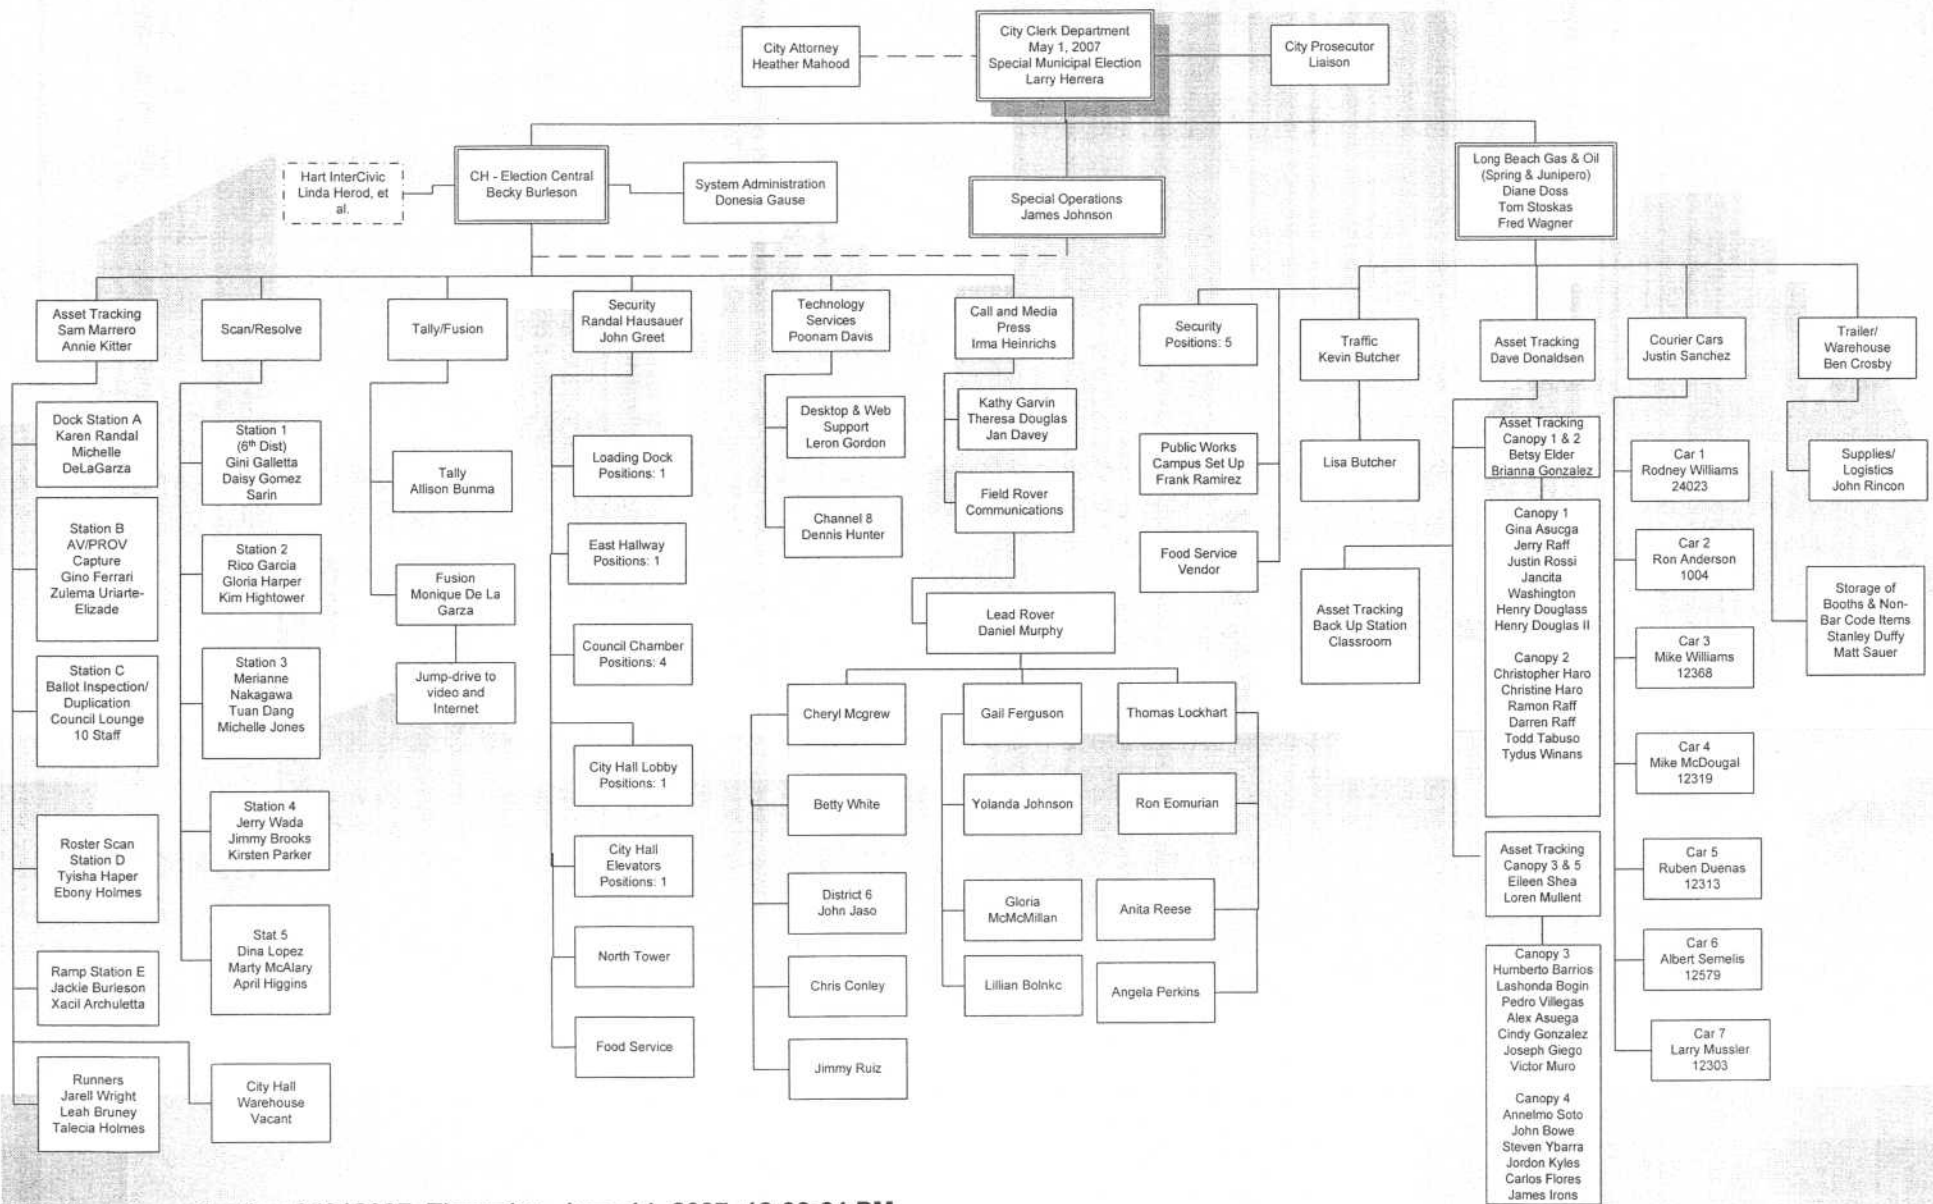 City Attorney
Heather Mahood
City Clerk Department
May 1, 2007
Special Municipal Election
Larry Herrera
City Prosecutor
Liaison
Hart InterCivic
Linda Herod, et
al.
CH - Election Central
Becky Burleson
System Administration
Donesia Gause
Special Operations
James Johnson
Long Beach Gas & Oil
(Spring & Junipero)
Diane Doss
Tom Stoskas
Fred Wagner
Asset Tracking
Sam Marrero
Annie Kitter
Scan/Resolve
Tally/Fusion
Security
Randal Hausauer
John Greet
Technology
Services
Poonam Davis
Call and Media
Press
Irma Heinrichs
Security
Positions: 5
Traffic
Kevin Butcher
Asset Tracking
Dave Donaldsen
Courier Cars
Justin Sanchez
Trailer/
Warehouse
Ben Crosby
Dock Station A
Karen Randal
Michelle
DeLaGarza
Station B
AV/PROV
Capture
Gino Ferrari
Zulema Uriarte-
Elizade
Station C
Ballot Inspection/
Duplication
Council Lounge
10 Staff
Roster Scan
Station D
Tyisha Haper
Ebony Holmes
Ramp Station E
Jackie Burleson
Xacil Archuletta
Runners
Jarell Wright
Leah Bruney
Talecia Holmes
Station 1
(6th Dist)
Gini Galletta
Daisy Gomez
Sarin
Station 2
Rico Garcia
Gloria Harper
Kim Hightower
Station 3
Merianne
Nakagawa
Tuan Dang
Michelle Jones
Station 4
Jerry Wada
Jimmy Brooks
Kirsten Parker
Stat 5
Dina Lopez
Marty McAlary
April Higgins
City Hall
Warehouse
Vacant
Tally
Allison Bunma
Fusion
Monique De La
Garza
Jump-drive to
video and
Internet
Loading Dock
Positions: 1
East Hallway
Positions: 1
Council Chamber
Positions: 4
City Hall Lobby
Positions: 1
City Hall
Elevators
Positions: 1
North Tower
Food Service
Desktop & Web
Support
Leron Gordon
Channel 8
Dennis Hunter
Kathy Garvin
Theresa Douglas
Jan Davey
Field Rover
Communications
Lead Rover
Daniel Murphy
Cheryl Mcgrew
Betty White
District 6
John Jaso
Chris Conley
Jimmy Ruiz
Gail Ferguson
Yolanda Johnson
Gloria
McMcMillan
Lillian Bolnkc
Thomas Lockhart
Ron Eomurian
Anita Reese
Angela Perkins
Public Works
Campus Set Up
Frank Ramirez
Food Service
Vendor
Lisa Butcher
Asset Tracking
Back Up Station
Classroom
Asset Tracking
Canopy 1 & 2
Betsy Elder
Brianna Gonzalez
Canopy 1
Gina Asucga
Jerry Raff
Justin Rossi
Jancita
Washington
Henry Douglass
Henry Douglas II
Canopy 2
Christopher Haro
Christine Haro
Ramon Raff
Darren Raff
Todd Tabuso
Tydus Winans
Asset Tracking
Canopy 3 & 5
Eileen Shea
Loren Mullent
Canopy 3
Humberto Barrios
Lashonda Bogin
Pedro Villegas
Alex Asuega
Cindy Gonzalez
Joseph Giego
Victor Muro
Canopy 4
Annelmo Soto
John Bowe
Steven Ybarra
Jordon Kyles
Carlos Flores
James Irons
Car 1
Rodney Williams
24023
Car 2
Ron Anderson
1004
Car 3
Mike Williams
12368
Car 4
Mike McDougal
12319
Car 5
Ruben Duenas
12313
Car 6
Albert Semelis
12579
Car 7
Larry Mussler
12303
Supplies/
Logistics
John Rincon
Storage of
Booths & Non-
Bar Code Items
Stanley Duffy
Matt Sauer